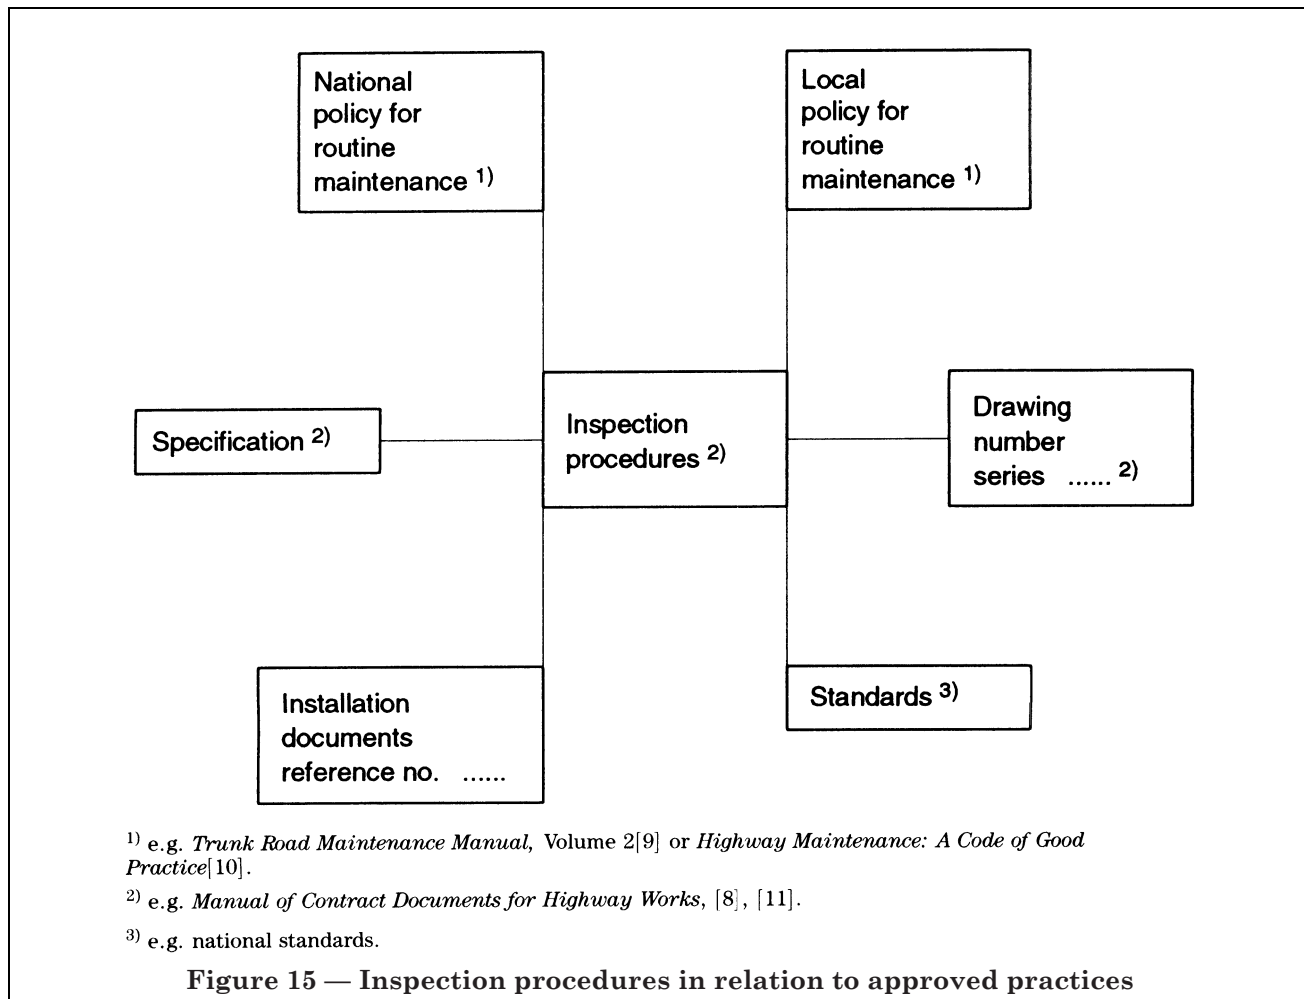 National
policy for
routine
maintenance 1)
Local
policy for
routine
maintenance 1)
Specification 2)
Inspection
procedures 2)
Drawing
number
series ...... 2)
Installation
documents
reference no. ......
Standards 3)
1) e.g. Trunk Road Maintenance Manual, Volume 2[9] or Highway Maintenance: A Code of Good
Practice[10].
2) e.g. Manual of Contract Documents for Highway Works, [8], [11].
3) e.g. national standards.
Figure 15 — Inspection procedures in relation to approved practices